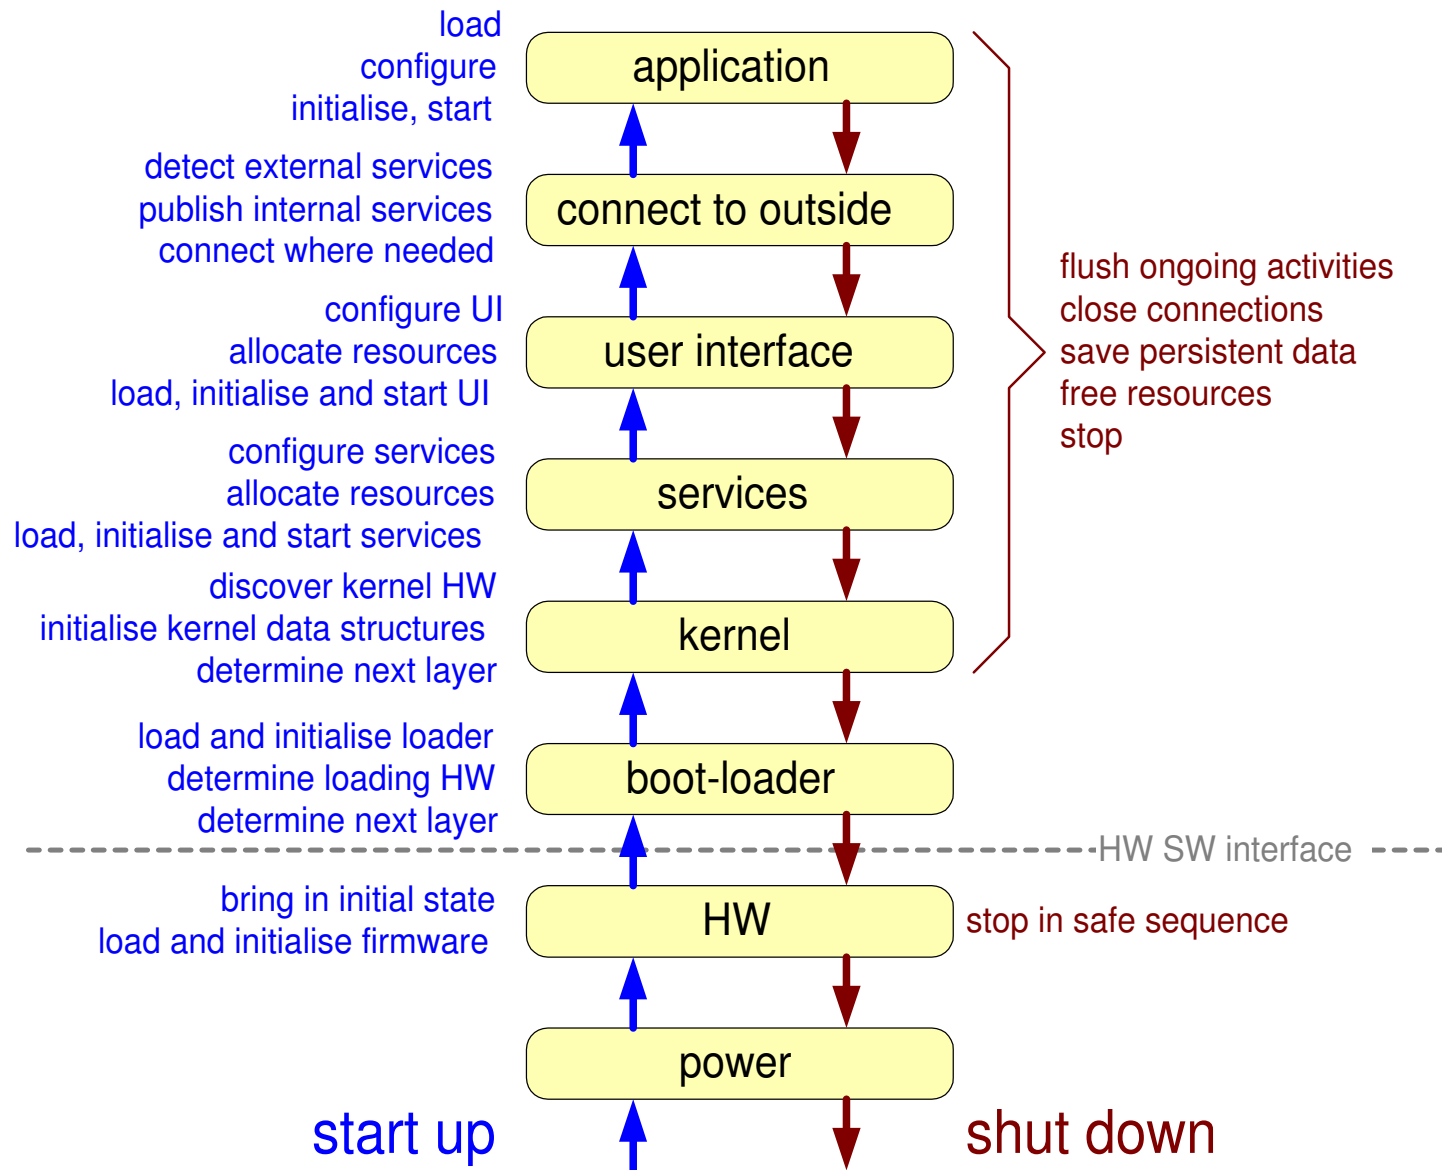 load
configure
initialise, start
application
detect external services
publish internal services
connect where needed
connect to outside
configure UI
allocate resources
load, initialise and start UI
user interface
flush ongoing activities
close connections
save persistent data
free resources
stop
configure services
allocate resources
load, initialise and start services
services
discover kernel HW
initialise kernel data structures
determine next layer
kernel
load and initialise loader
determine loading HW
determine next layer
boot-loader
HW SW interface
bring in initial state
load and initialise firmware
HW
stop in safe sequence
power
start up
shut down